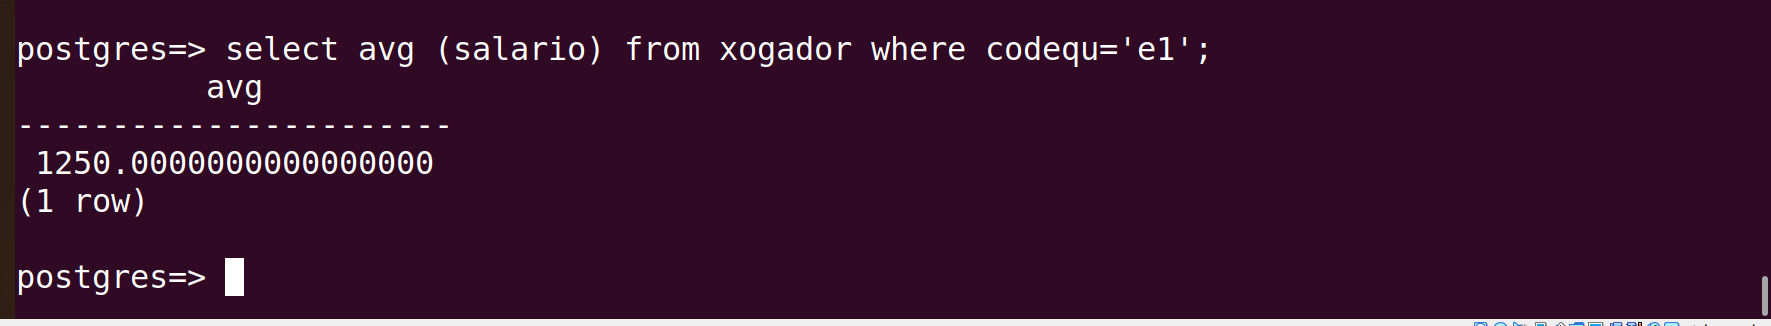 postgres=> select avg (salario) from xogador where codequ='e1';
avg
-----------------------
1250.0000000000000000
(1 row)
postgres=>